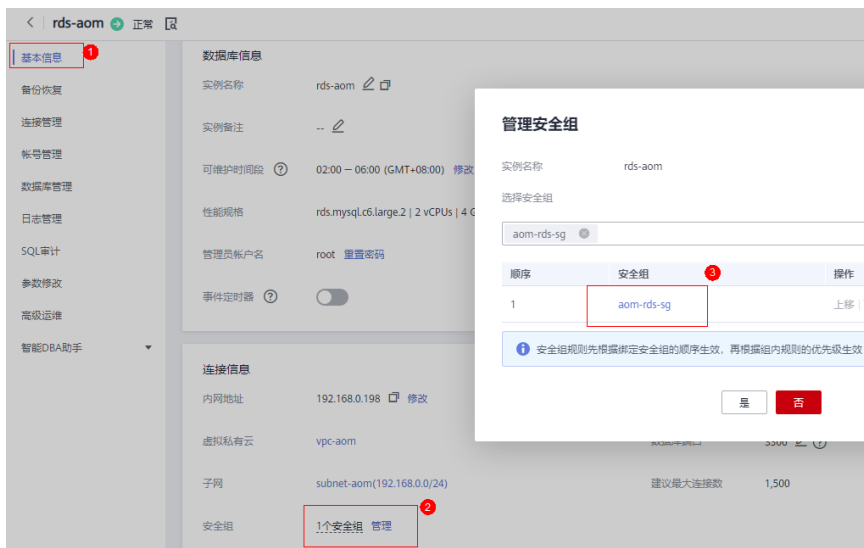 rds-aom 正常
基本信息 1
备份恢复
连接管理
帐号管理
数据库管理
日志管理
SQL审计
参数修改
高级运维
智能DBA助手
数据库信息
实例名称 rds-aom
实例备注 --
可维护时间段 ? 02:00 — 06:00 (GMT+08:00) 修改
性能规格 rds.mysql.c6.large.2 | 2 vCPUs | 4 G
管理员帐户名 root 重置密码
事件定时器 ?
连接信息
内网地址 192.168.0.198 修改
虚拟私有云 vpc-aom
子网 subnet-aom(192.168.0.0/24)
建议最大连接数 1,500
安全组 1个安全组 管理 2
管理安全组
实例名称 rds-aom
选择安全组
aom-rds-sg
顺序 安全组 3 操作
1 aom-rds-sg 上移
安全组规则先根据绑定安全组的顺序生效，再根据组内规则的优先级生效
是 否